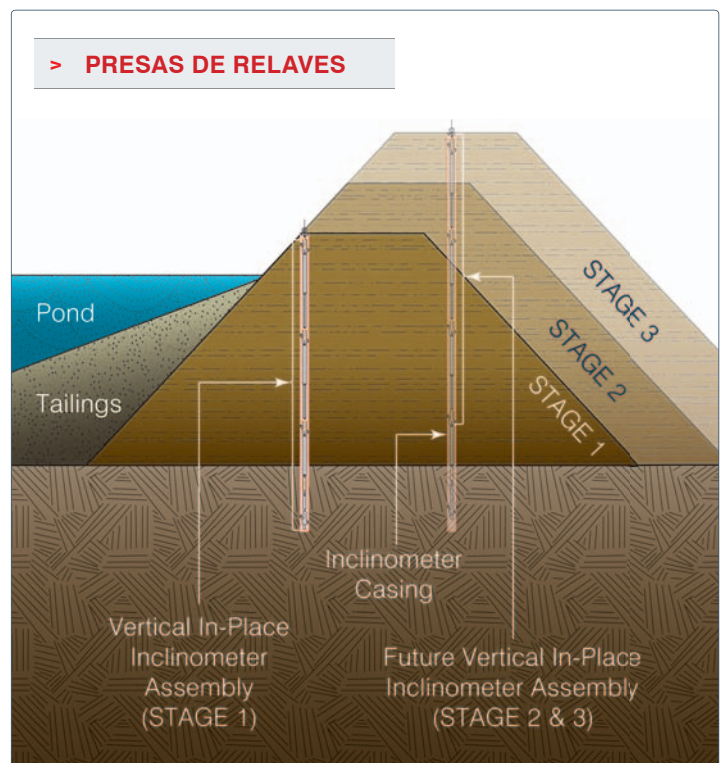 > PRESAS DE RELAVES
Pond
Tailings
STAGE 3
STAGE 2
STAGE 1
Inclinometer
Casing
Vertical In-Place
Inclinometer
Assembly
(STAGE 1)
Future Vertical In-Place
Inclinometer Assembly
(STAGE 2 & 3)